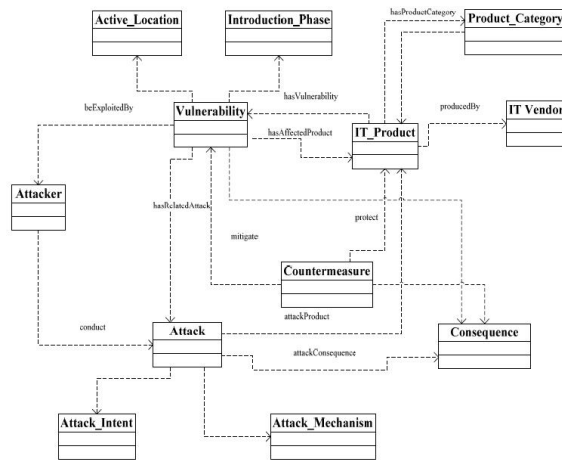 Active_Location
Introduction_Phase
hasProductCategory
Product_Category
beExploitedBy
Vulnerability
hasVulnerability
IT_Product
producedBy
IT Vendor
hasAffectedProduct
Attacker
hasRelatedAttack
mitigate
protect
Countermeasure
conduct
Attack
attackProduct
attackConsequence
Consequence
Attack_Intent
Attack_Mechanism